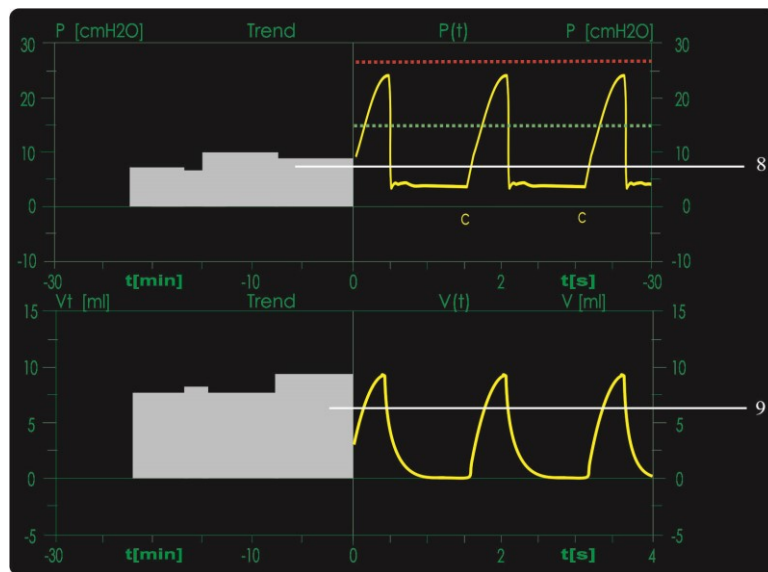 P [cmH2O] Trend P(t) P [cmH2O]
30 30
20 20
15 15
10 10
8
0 0
C C
-10 -10
-30 t[min] -10 0 2 t[s] -30
Vt [ml] Trend V(t) V [ml]
15 15
10 10
9
5 5
0 0
-5 -5
-30 t[min] -10 0 2 t[s] 4